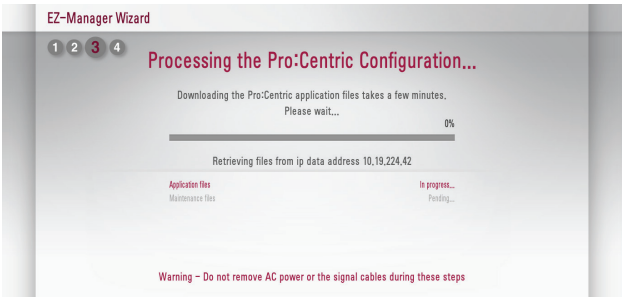 EZ-Manager Wizard
1 2 3 4
Processing the Pro:Centric Configuration...
Downloading the Pro:Centric application files takes a few minutes.
Please wait...
0%
Retrieving files from ip data address 10.19.224.42
Application files In progress...
Maintenance files Pending...
Warning - Do not remove AC power or the signal cables during these steps